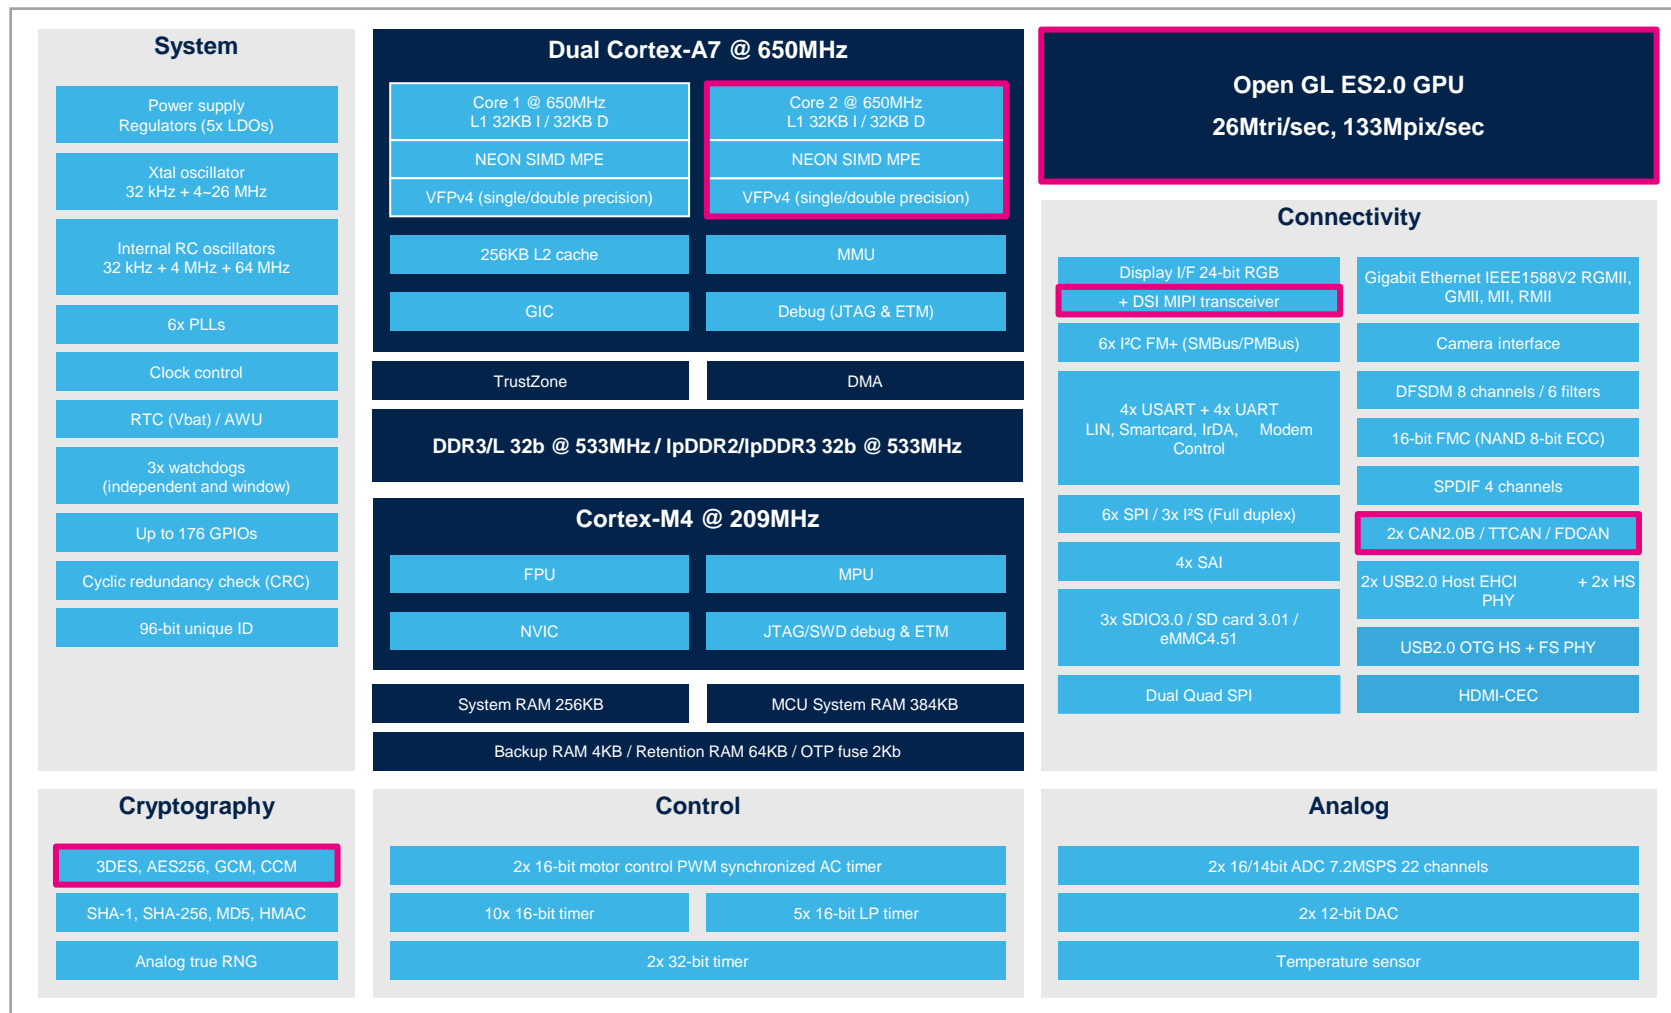 System
Power supply
Regulators (5x LDOs)
Xtal oscillator
32 kHz + 4~26 MHz
Internal RC oscillators
32 kHz + 4 MHz + 64 MHz
6x PLLs
Clock control
RTC (Vbat) / AWU
3x watchdogs
(independent and window)
Up to 176 GPIOs
Cyclic redundancy check (CRC)
96-bit unique ID
Dual Cortex-A7 @ 650MHz
Core 1 @ 650MHz
L1 32KB I / 32KB D
NEON SIMD MPE
VFPv4 (single/double precision)
Core 2 @ 650MHz
L1 32KB I / 32KB D
NEON SIMD MPE
VFPv4 (single/double precision)
256KB L2 cache
MMU
GIC
Debug (JTAG & ETM)
TrustZone
DMA
DDR3/L 32b @ 533MHz / lpDDR2/lpDDR3 32b @ 533MHz
Cortex-M4 @ 209MHz
FPU
MPU
NVIC
JTAG/SWD debug & ETM
System RAM 256KB
MCU System RAM 384KB
Backup RAM 4KB / Retention RAM 64KB / OTP fuse 2Kb
Open GL ES2.0 GPU
26Mtri/sec, 133Mpix/sec
Connectivity
Display I/F 24-bit RGB
+ DSI MIPI transceiver
6x I²C FM+ (SMBus/PMBus)
4x USART + 4x UART
LIN, Smartcard, IrDA, Modem
Control
6x SPI / 3x I²S (Full duplex)
4x SAI
3x SDIO3.0 / SD card 3.01 /
eMMC4.51
Dual Quad SPI
Gigabit Ethernet IEEE1588V2 RGMII,
GMII, MII, RMII
Camera interface
DFSDM 8 channels / 6 filters
16-bit FMC (NAND 8-bit ECC)
SPDIF 4 channels
2x CAN2.0B / TTCAN / FDCAN
2x USB2.0 Host EHCI + 2x HS
PHY
USB2.0 OTG HS + FS PHY
HDMI-CEC
Cryptography
3DES, AES256, GCM, CCM
SHA-1, SHA-256, MD5, HMAC
Analog true RNG
Control
2x 16-bit motor control PWM synchronized AC timer
10x 16-bit timer
5x 16-bit LP timer
2x 32-bit timer
Analog
2x 16/14bit ADC 7.2MSPS 22 channels
2x 12-bit DAC
Temperature sensor